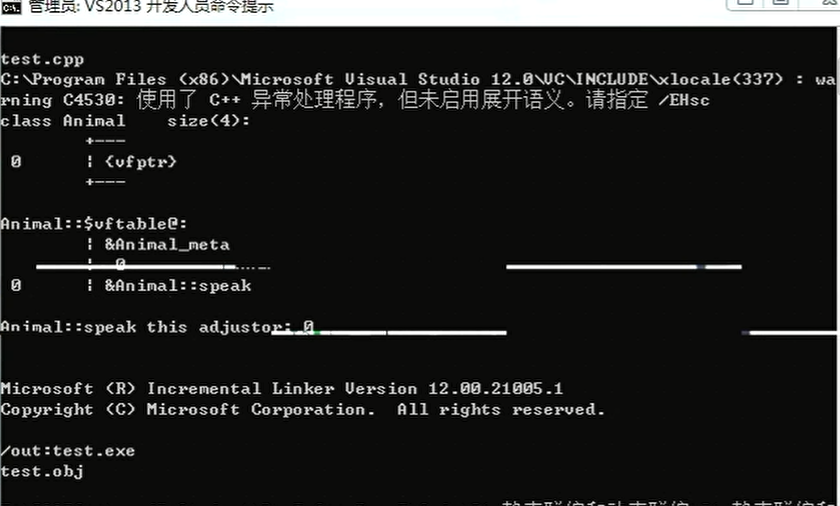 管理员: VS2013 开发人员命令提示
test.cpp
C:\Program Files (x86)\Microsoft Visual Studio 12.0\VC\INCLUDE\xlocale(337) : wa
rning C4530: 使用了 C++ 异常处理程序，但未启用展开语义。请指定 /EHsc
class Animal    size(4):
        +---
 0      | {vfptr}
        +---
Animal::$vftable@:
        | &Animal_meta
        |  0
 0      | &Animal::speak
Animal::speak this adjustor: 0
Microsoft (R) Incremental Linker Version 12.00.21005.1
Copyright (C) Microsoft Corporation.  All rights reserved.
/out:test.exe
test.obj